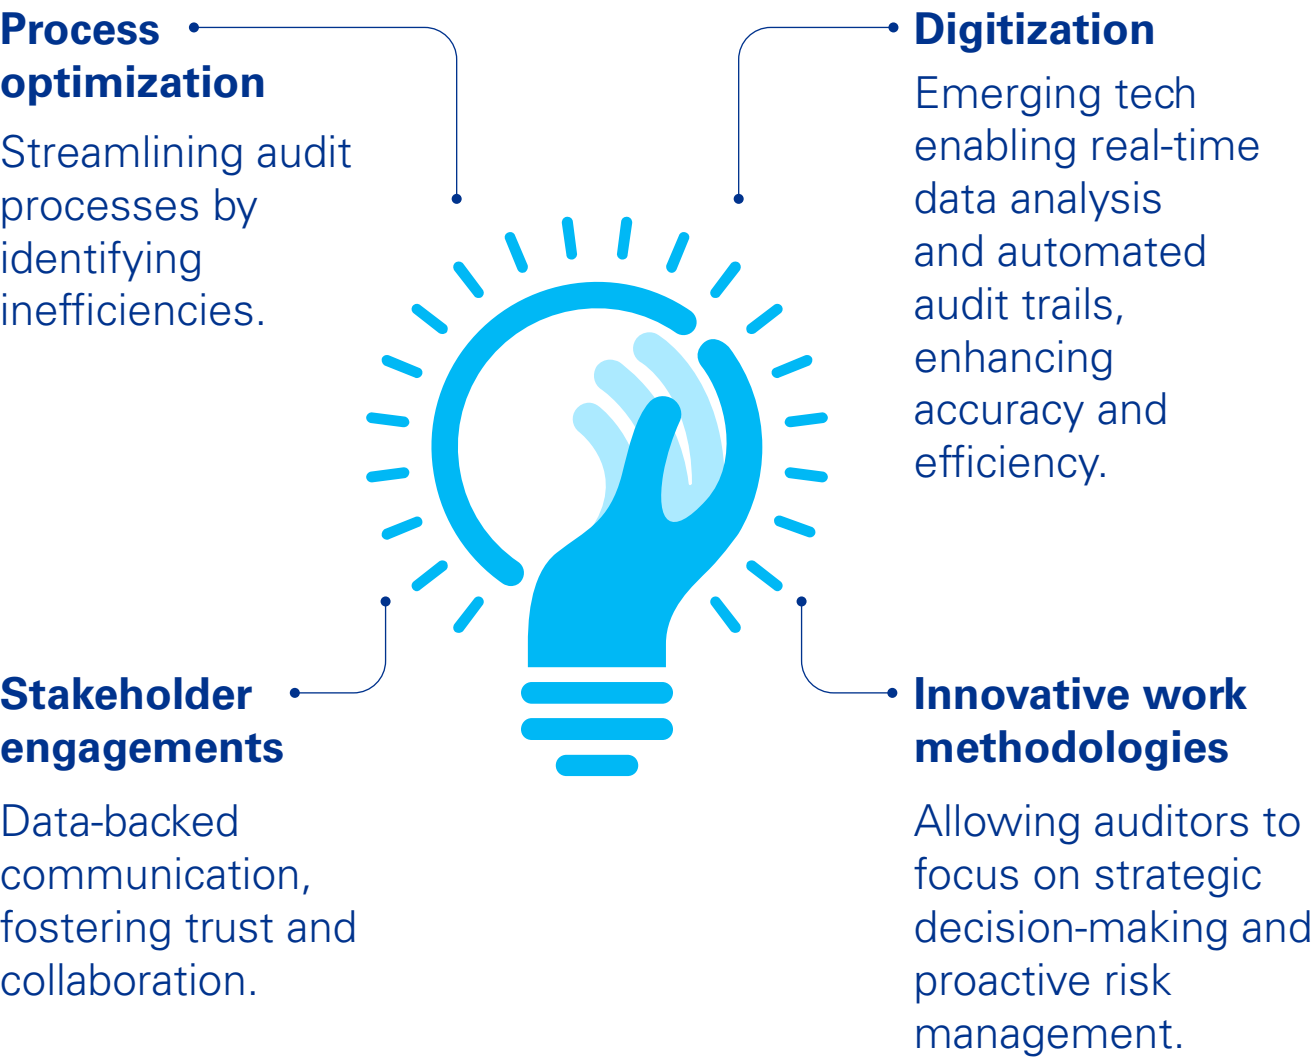 Process
optimization
Streamlining audit
processes by
identifying
inefficiencies.
Digitization
Emerging tech
enabling real-time
data analysis
and automated
audit trails,
enhancing
accuracy and
efficiency.
Stakeholder
engagements
Data-backed
communication,
fostering trust and
collaboration.
Innovative work
methodologies
Allowing auditors to
focus on strategic
decision-making and
proactive risk
management.